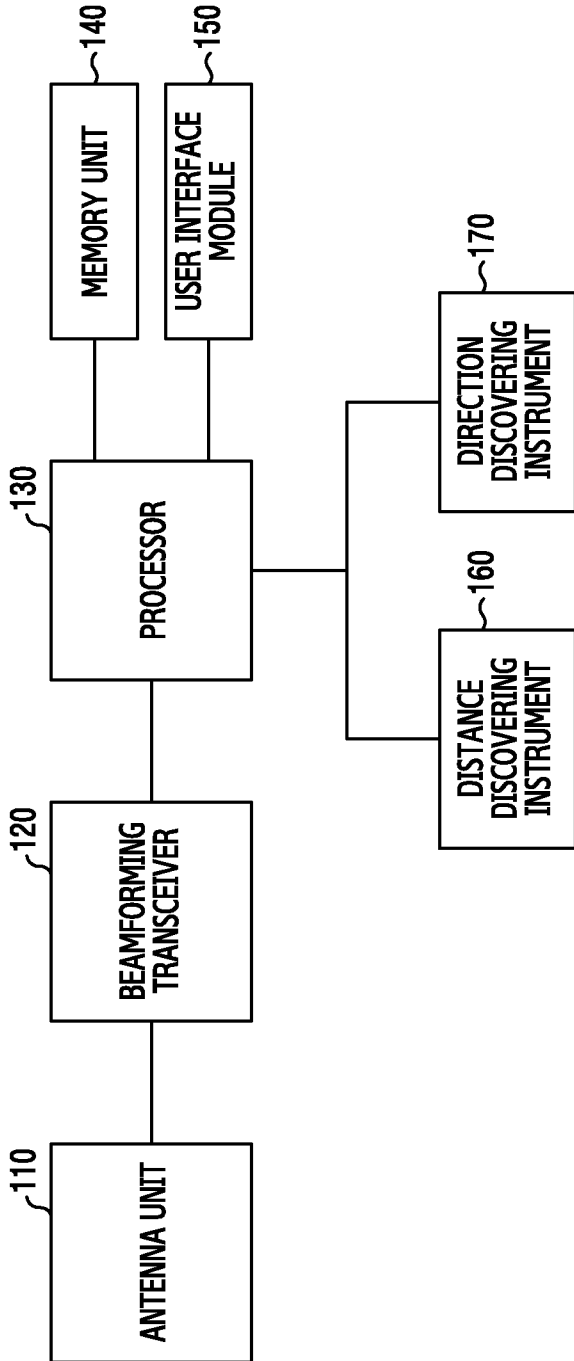 110
ANTENNA UNIT
120
BEAMFORMING
TRANSCEIVER
130
PROCESSOR
140
MEMORY UNIT
150
USER INTERFACE
MODULE
160
DISTANCE
DISCOVERING
INSTRUMENT
170
DIRECTION
DISCOVERING
INSTRUMENT